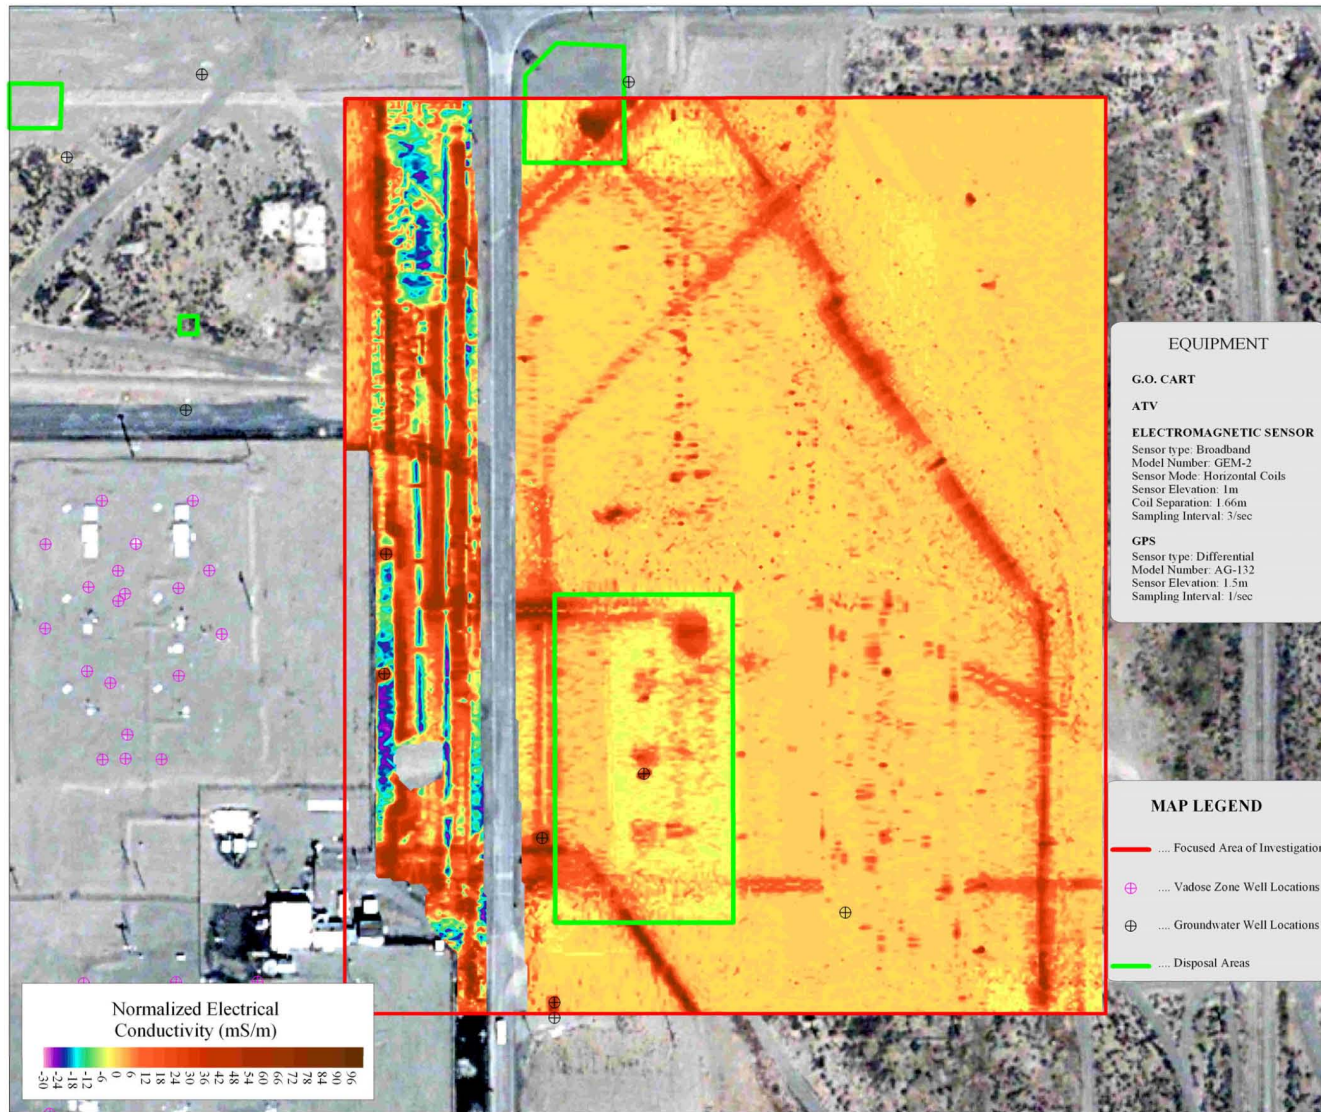 EQUIPMENT
G.O. CART
ATV
ELECTROMAGNETIC SENSOR
Sensor type: Broadband
Model Number: GEM-2
Sensor Mode: Horizontal Coils
Sensor Elevation: 1m
Coil Separation: 1.66m
Sampling Interval: 3/sec
GPS
Sensor type: Differential
Model Number: AG-132
Sensor Elevation: 1.5m
Sampling Interval: 1/sec
MAP LEGEND
.... Focused Area of Investigation
.... Vadose Zone Well Locations
.... Groundwater Well Locations
.... Disposal Areas
Normalized Electrical
Conductivity (mS/m)
-30 -24 -18 -12 -6 0 6 12 18 24 30 36 42 48 54 60 66 72 78 84 90 96